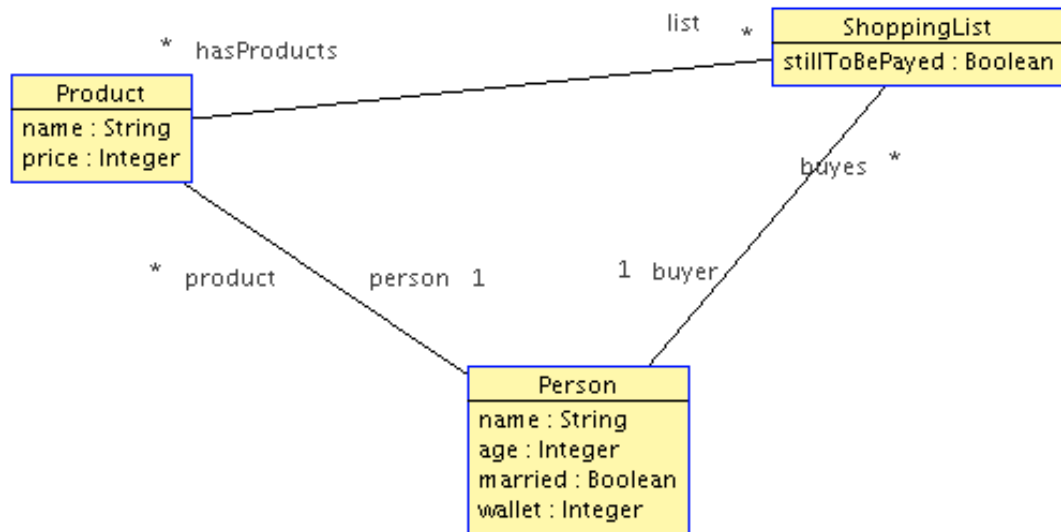 list *
ShoppingList
stillToBePayed : Boolean
* hasProducts
Product
name : String
price : Integer
buyes *
* product
person 1
1 buyer
Person
name : String
age : Integer
married : Boolean
wallet : Integer